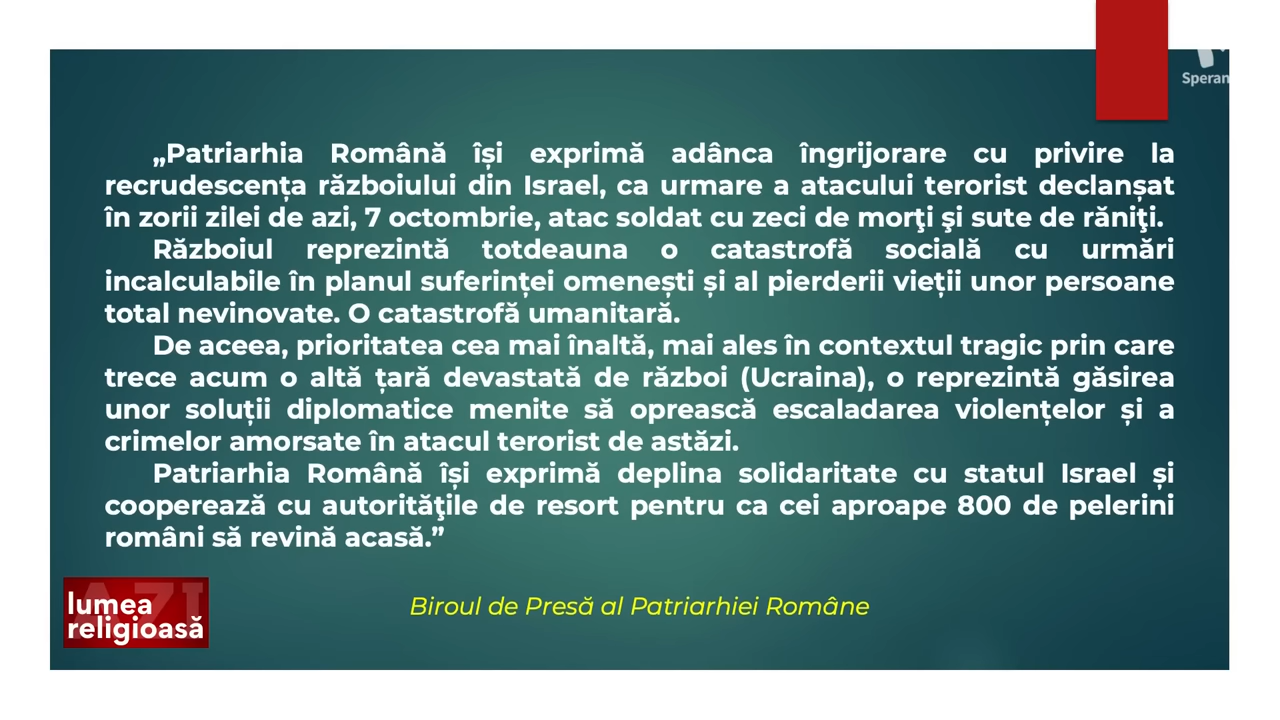 Speran
„Patriarhia Română își exprimă adânca îngrijorare cu privire la
recrudescența războiului din Israel, ca urmare a atacului terorist declanșat
în zorii zilei de azi, 7 octombrie, atac soldat cu zeci de morţi şi sute de răniţi.
Războiul reprezintă totdeauna o catastrofă socială cu urmări
incalculabile în planul suferinței omenești și al pierderii vieții unor persoane
total nevinovate. O catastrofă umanitară.
De aceea, prioritatea cea mai înaltă, mai ales în contextul tragic prin care
trece acum o altă țară devastată de război (Ucraina), o reprezintă găsirea
unor soluții diplomatice menite să oprească escaladarea violențelor și a
crimelor amorsate în atacul terorist de astăzi.
Patriarhia Română își exprimă deplina solidaritate cu statul Israel și
cooperează cu autorităţile de resort pentru ca cei aproape 800 de pelerini
români să revină acasă.”
AZI
lumea
religioasă
Biroul de Presă al Patriarhiei Române